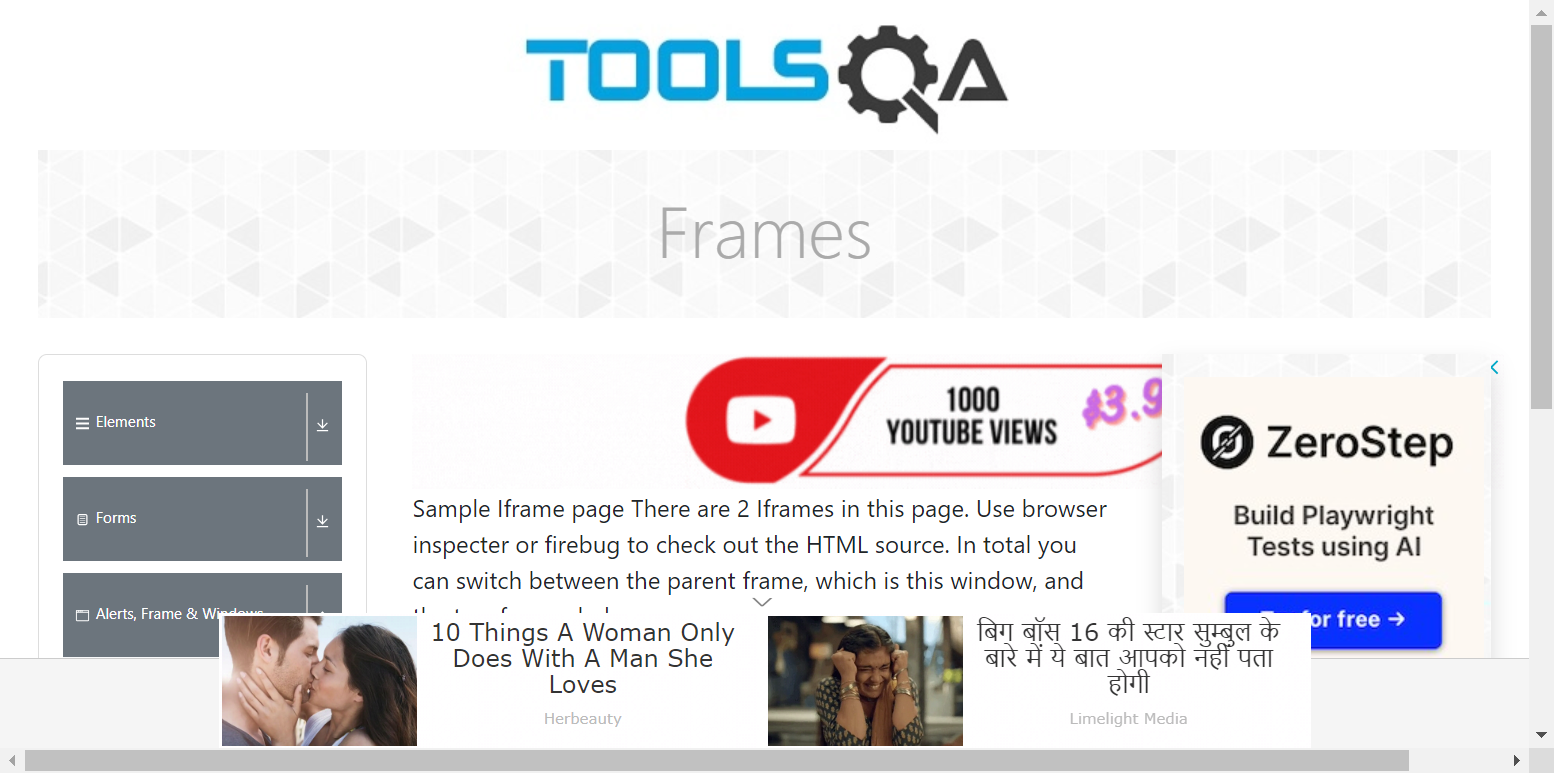 TOOLSQA
Frames
Elements
Forms
Alerts, Frame & Windows
1000
YOUTUBE VIEWS
$3.9
ZeroStep
Build Playwright
Tests using AI
for free →
Sample Iframe page There are 2 Iframes in this page. Use browser
inspecter or firebug to check out the HTML source. In total you
can switch between the parent frame, which is this window, and
10 Things A Woman Only
Does With A Man She
Loves
Herbeauty
बिग बॉस 16 की स्टार सुम्बुल के
बारे में ये बात आपको नहीं पता
होगी
Limelight Media